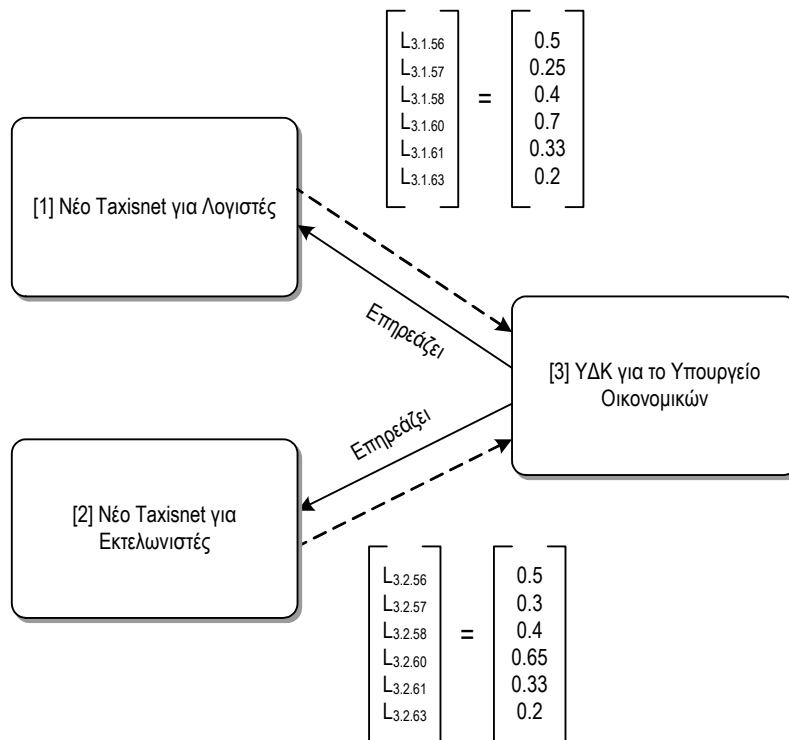 L3.1.56
L3.1.57
L3.1.58
L3.1.60
L3.1.61
L3.1.63
=
0.5
0.25
0.4
0.7
0.33
0.2
[1] Νέο Taxisnet για Λογιστές
Επηρεάζει
[3] ΥΔΚ για το Υπουργείο
Οικονομικών
Επηρεάζει
[2] Νέο Taxisnet για
Εκτελωνιστές
L3.2.56
L3.2.57
L3.2.58
L3.2.60
L3.2.61
L3.2.63
=
0.5
0.3
0.4
0.65
0.33
0.2